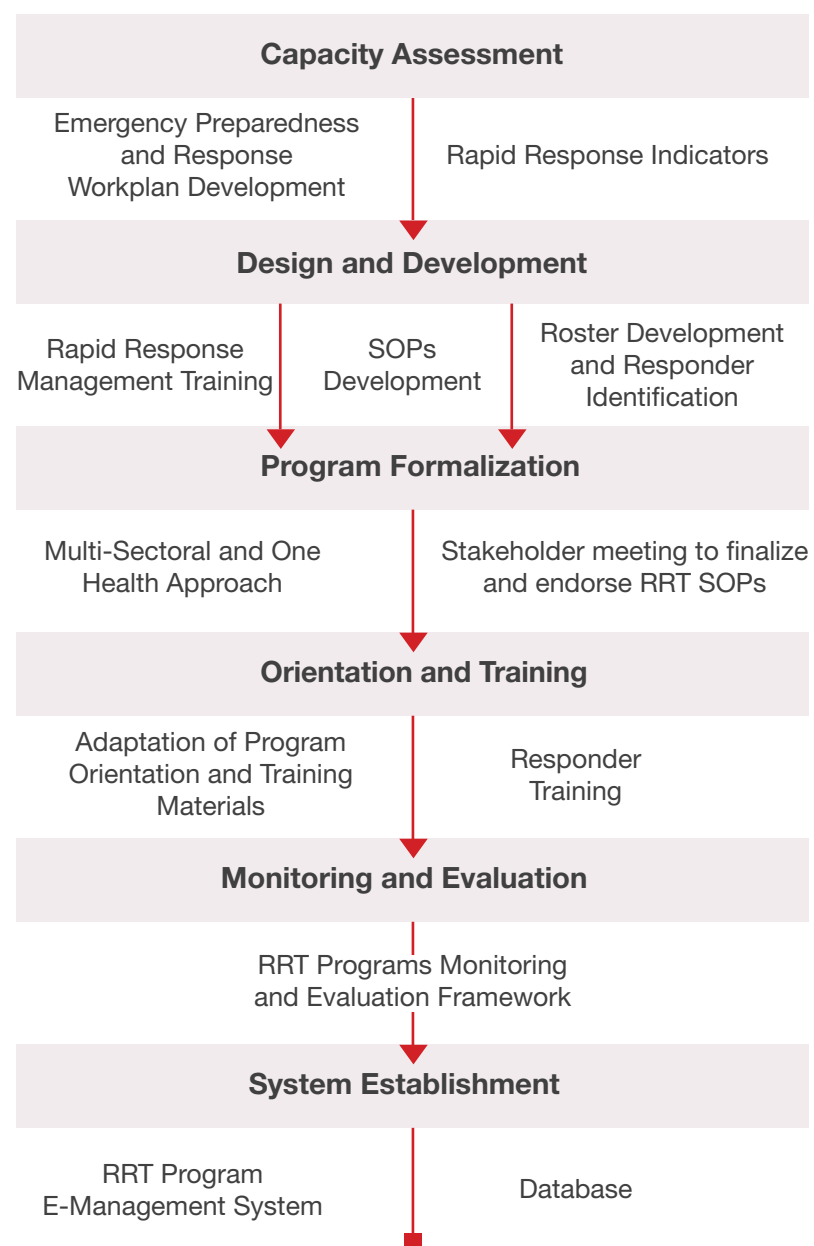 Capacity Assessment
Emergency Preparedness
and Response
Workplan Development
Rapid Response Indicators
Design and Development
Rapid Response
Management Training
SOPs
Development
Roster Development
and Responder
Identification
Program Formalization
Multi-Sectoral and One
Health Approach
Stakeholder meeting to finalize
and endorse RRT SOPs
Orientation and Training
Adaptation of Program
Orientation and Training
Materials
Responder
Training
Monitoring and Evaluation
RRT Programs Monitoring
and Evaluation Framework
System Establishment
RRT Program
E-Management System
Database